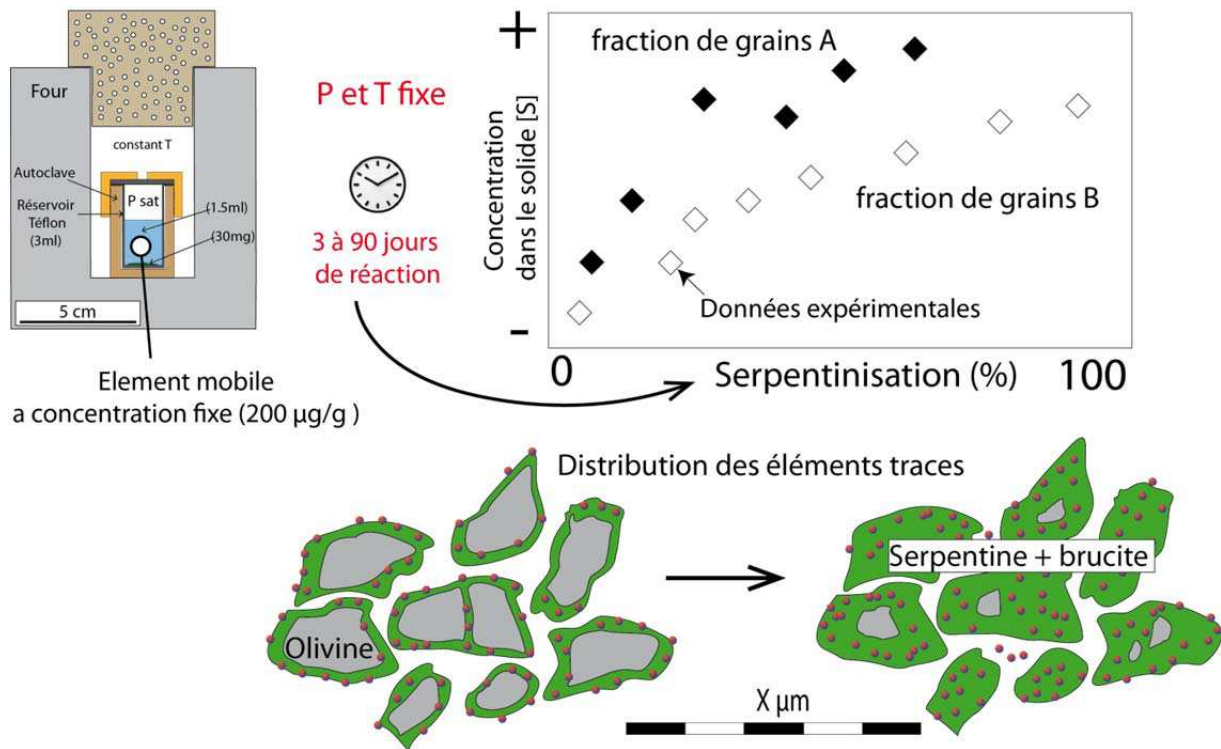 Four
constant T
Autoclave
P sat
Réservoir
Téflon
(3ml)
(1.5ml)
(30mg)
5 cm
Element mobile
a concentration fixe (200 µg/g )
P et T fixe
3 à 90 jours
de réaction
+
Concentration
dans le solide [S]
-
fraction de grains A
fraction de grains B
Données expérimentales
0
Serpentinisation (%)
100
Distribution des éléments traces
Olivine
Serpentine + brucite
X µm